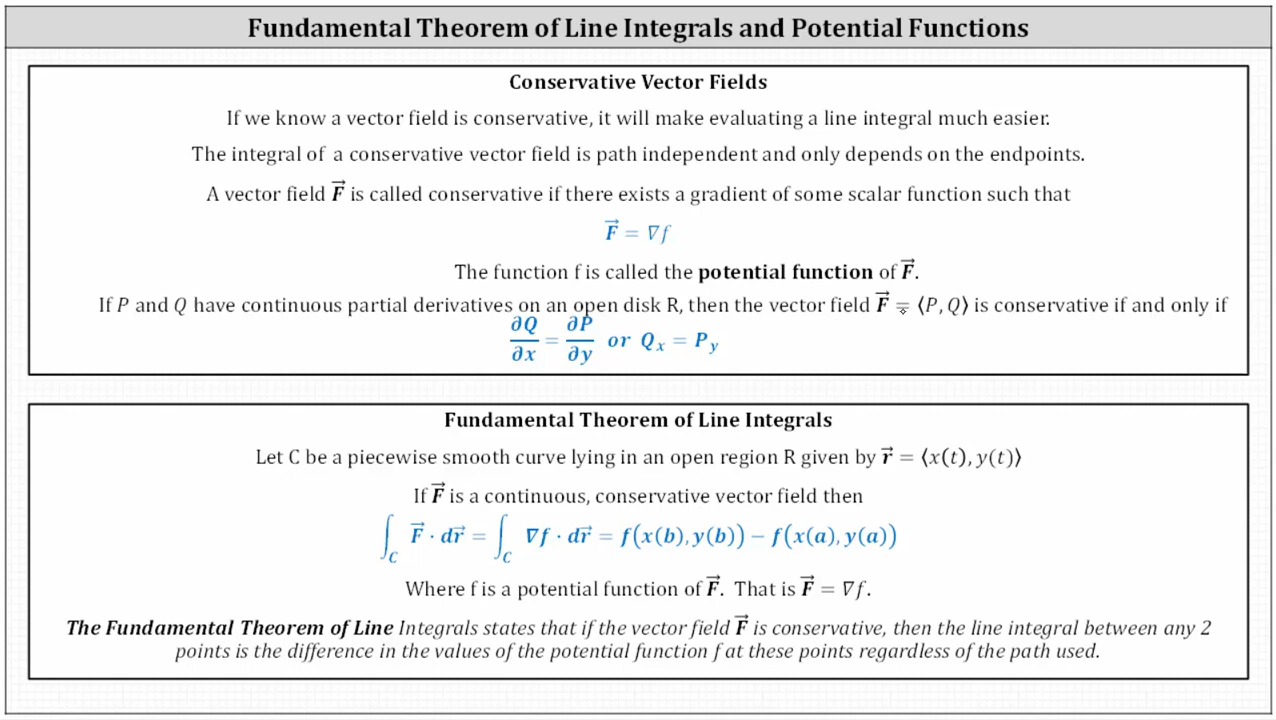 Fundamental Theorem of Line Integrals and Potential Functions
Conservative Vector Fields
If we know a vector field is conservative, it will make evaluating a line integral much easier.
The integral of a conservative vector field is path independent and only depends on the endpoints.
A vector field F⃗ is called conservative if there exists a gradient of some scalar function such that
F⃗ = ∇f
The function f is called the potential function of F⃗.
If P and Q have continuous partial derivatives on an open disk R, then the vector field F⃗ = ⟨P, Q⟩ is conservative if and only if
∂Q/∂x = ∂P/∂y or Qₓ = P_y
Fundamental Theorem of Line Integrals
Let C be a piecewise smooth curve lying in an open region R given by r⃗ = ⟨x(t), y(t)⟩
If F⃗ is a continuous, conservative vector field then
∫_C F⃗ · dr⃗ = ∫_C ∇f · dr⃗ = f(x(b), y(b)) − f(x(a), y(a))
Where f is a potential function of F⃗. That is F⃗ = ∇f.
The Fundamental Theorem of Line Integrals states that if the vector field F⃗ is conservative, then the line integral between any 2
points is the difference in the values of the potential function f at these points regardless of the path used.